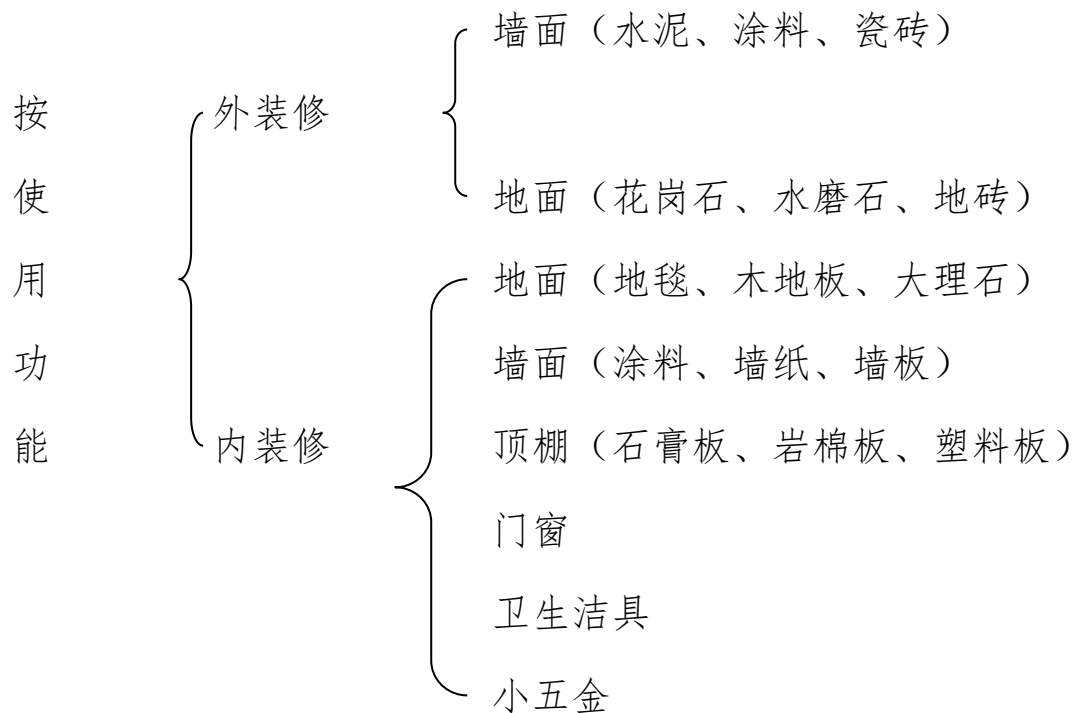 按使用功能
外装修
墙面（水泥、涂料、瓷砖）
地面（花岗石、水磨石、地砖）
内装修
地面（地毯、木地板、大理石）
墙面（涂料、墙纸、墙板）
顶棚（石膏板、岩棉板、塑料板）
门窗
卫生洁具
小五金